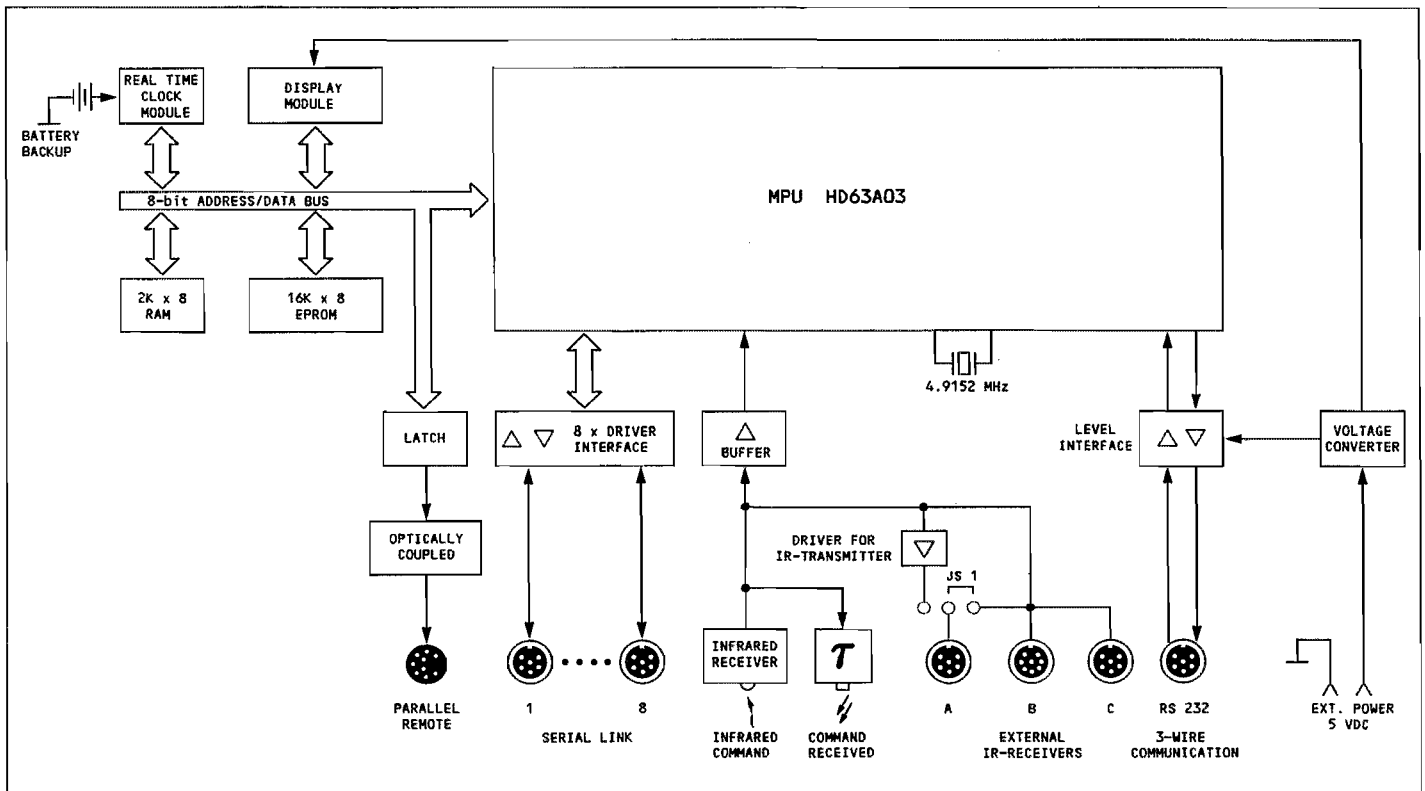 REAL TIME
CLOCK
MODULE
DISPLAY
MODULE
BATTERY
BACKUP
8-bit ADDRESS/DATA BUS
MPU HD63A03
2K x 8
RAM
16K x 8
EPROM
4.9152 MHz
LATCH
8 x DRIVER
INTERFACE
BUFFER
LEVEL
INTERFACE
VOLTAGE
CONVERTER
OPTICALLY
COUPLED
DRIVER FOR
IR-TRANSMITTER
JS 1
INFRARED
RECEIVER
τ
PARALLEL
REMOTE
1
8
SERIAL LINK
INFRARED
COMMAND
COMMAND
RECEIVED
A
B
C
EXTERNAL
IR-RECEIVERS
RS 232
3-WIRE
COMMUNICATION
EXT. POWER
5 VDC